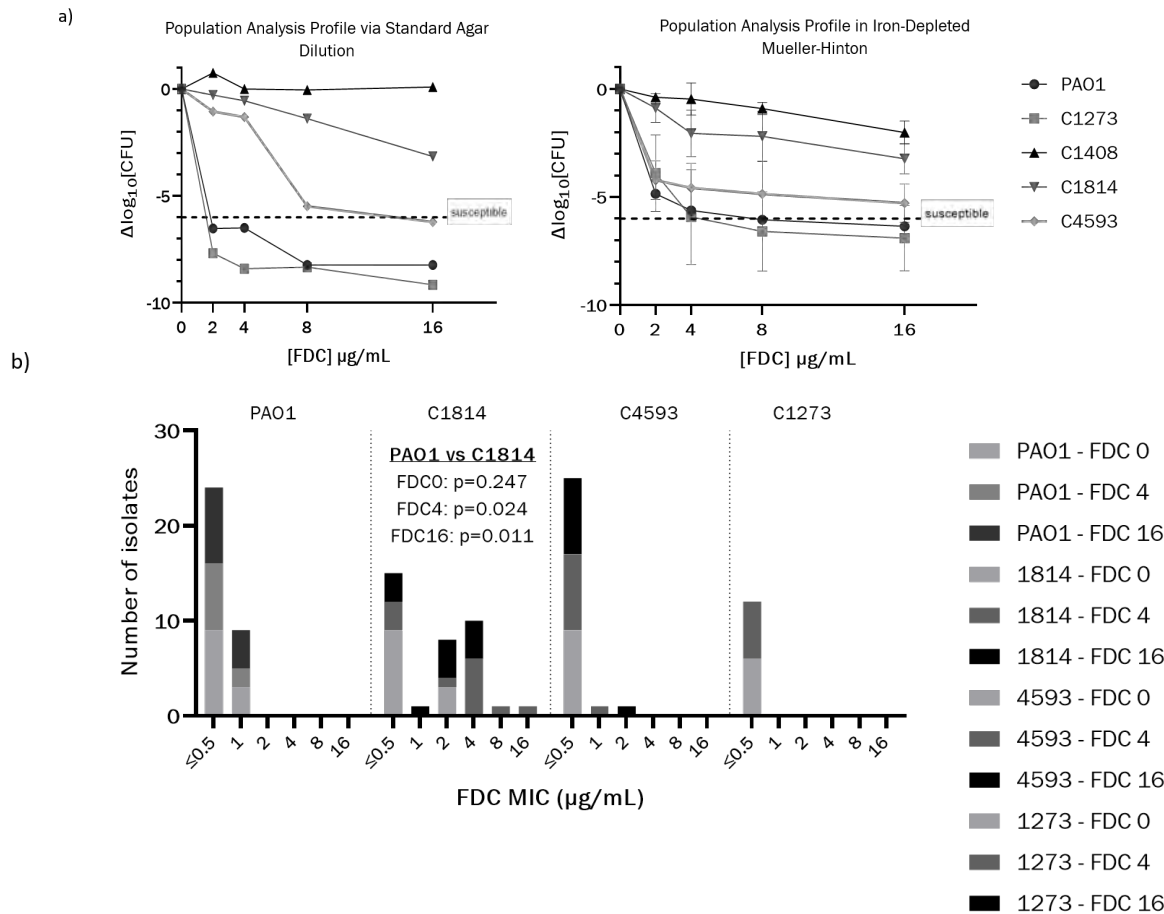 a)
Population Analysis Profile via Standard Agar
Dilution
Δlog10[CFU]
0
-5
-10
susceptible
0 2 4 8 16
[FDC] µg/mL
Population Analysis Profile in Iron-Depleted
Mueller-Hinton
Δlog10[CFU]
0
-5
-10
susceptible
0 2 4 8 16
[FDC] µg/mL
PAO1
C1273
C1408
C1814
C4593
b)
PAO1 C1814 C4593 C1273
Number of isolates
30
20
10
0
PAO1 vs C1814
FDC0: p=0.247
FDC4: p=0.024
FDC16: p=0.011
≤0.5 1 2 4 8 16 ≤0.5 1 2 4 8 16 ≤0.5 1 2 4 8 16 ≤0.5 1 2 4 8 16
FDC MIC (µg/mL)
PAO1 - FDC 0
PAO1 - FDC 4
PAO1 - FDC 16
1814 - FDC 0
1814 - FDC 4
1814 - FDC 16
4593 - FDC 0
4593 - FDC 4
4593 - FDC 16
1273 - FDC 0
1273 - FDC 4
1273 - FDC 16